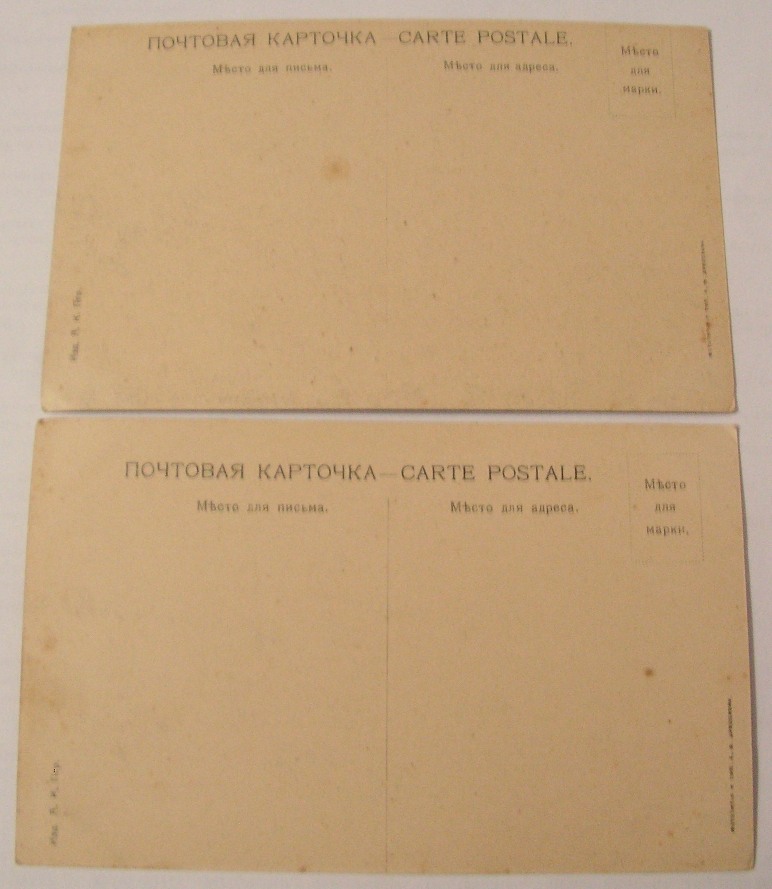 ПОЧТОВАЯ КАРТОЧКА—CARTE POSTALE.
Мѣсто для письма.
Мѣсто для адреса.
Мѣсто
для
марки.
ПОЧТОВАЯ КАРТОЧКА—CARTE POSTALE.
Мѣсто для письма.
Мѣсто для адреса.
Мѣсто
для
марки.